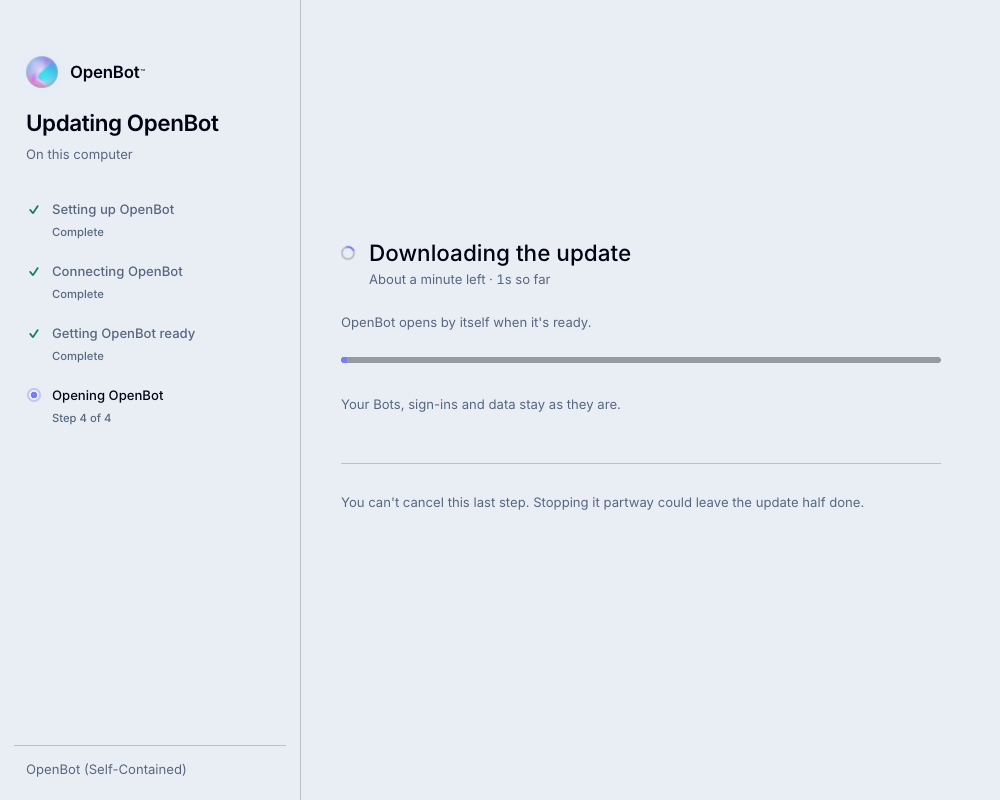 OpenBot™
Updating OpenBot
On this computer
Setting up OpenBot
Complete
Connecting OpenBot
Complete
Getting OpenBot ready
Complete
Opening OpenBot
Step 4 of 4
OpenBot (Self-Contained)
Downloading the update
About a minute left · 1s so far
OpenBot opens by itself when it's ready.
Your Bots, sign-ins and data stay as they are.
You can't cancel this last step. Stopping it partway could leave the update half done.